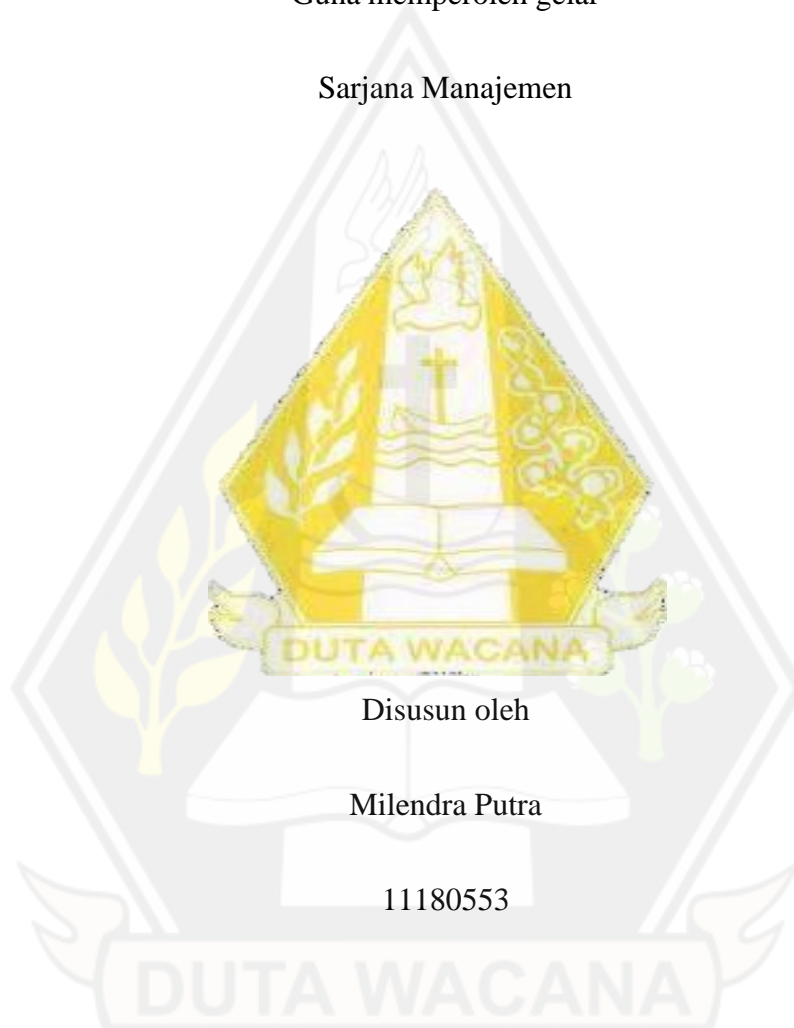 Guna memperoleh gelar
Sarjana Manajemen
DUTA WACANA
Disusun oleh
Milendra Putra
11180553
DUTA WACANA